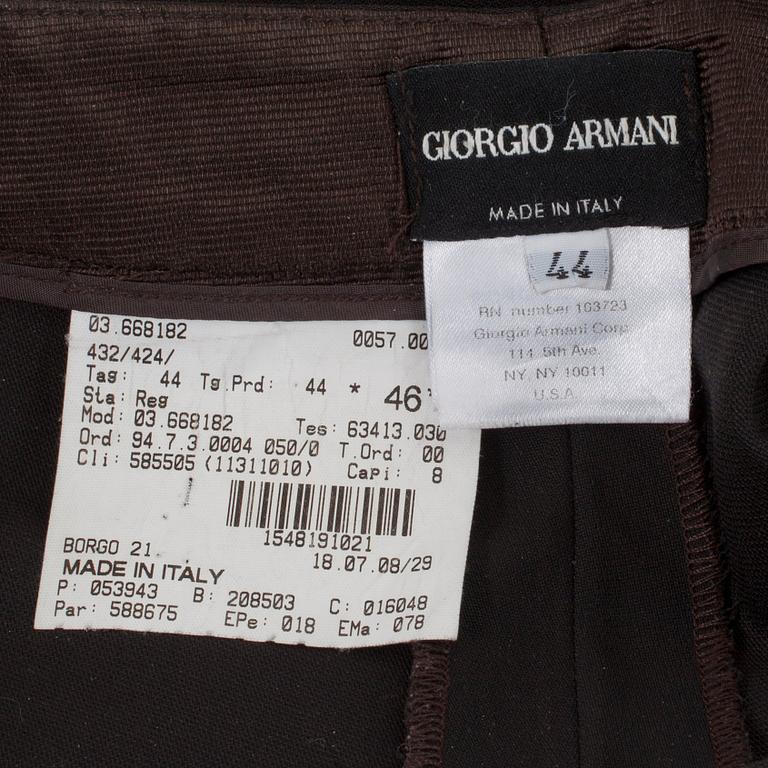 GIORGIO ARMANI
MADE IN ITALY
44
RN number 103723
Giorgio Armani Corp
114 5th Ave.
NY, NY 10011
U.S.A
03.668182 0057.00
432/424/
Tag: 44 Tg.Prd: 44 * 46*
Sta: Reg
Mod: 03.668182 Tes: 63413.030
Ord: 94.7.3.0004 050/0 T.Ord: 00
Cli: 585505 (11311010) Capi: 8
1548191021
BORGO 21 18.07.08/29
MADE IN ITALY
P: 053943 B: 208503 C: 016048
Par: 588675 EPe: 018 EMa: 078